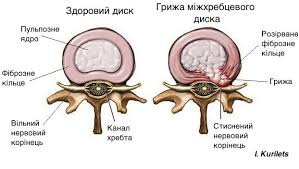 Здоровий диск
Пульпозне
ядро
Фіброзне
кільце
Вільний
нервовий
корінець
Канал
хребта
Грижа міжхребцевого
диска
Розірване
фіброзне
кільце
Грижа
Стиснений
нервовий
корінець
I. Kurilets